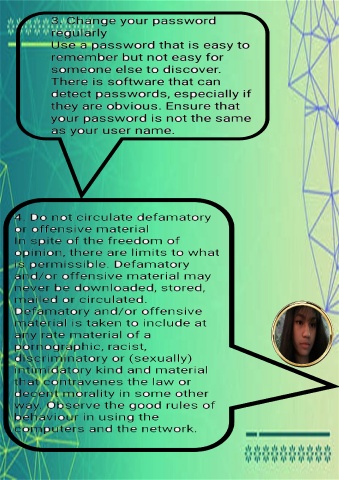 3. Change your password
regularly
Use a password that is easy to
remember but not easy for
someone else to discover.
There is software that can
detect passwords, especially if
they are obvious. Ensure that
your password is not the same
as your user name.
4. Do not circulate defamatory
or offensive material
In spite of the freedom of
opinion, there are limits to what
is permissible. Defamatory
and/or offensive material may
never be downloaded, stored,
mailed or circulated.
Defamatory and/or offensive
material is taken to include at
any rate material of a
pornographic, racist,
discriminatory or (sexually)
intimidatory kind and material
that contravenes the law or
decent morality in some other
way. Observe the good rules of
behaviour in using the
computers and the network.